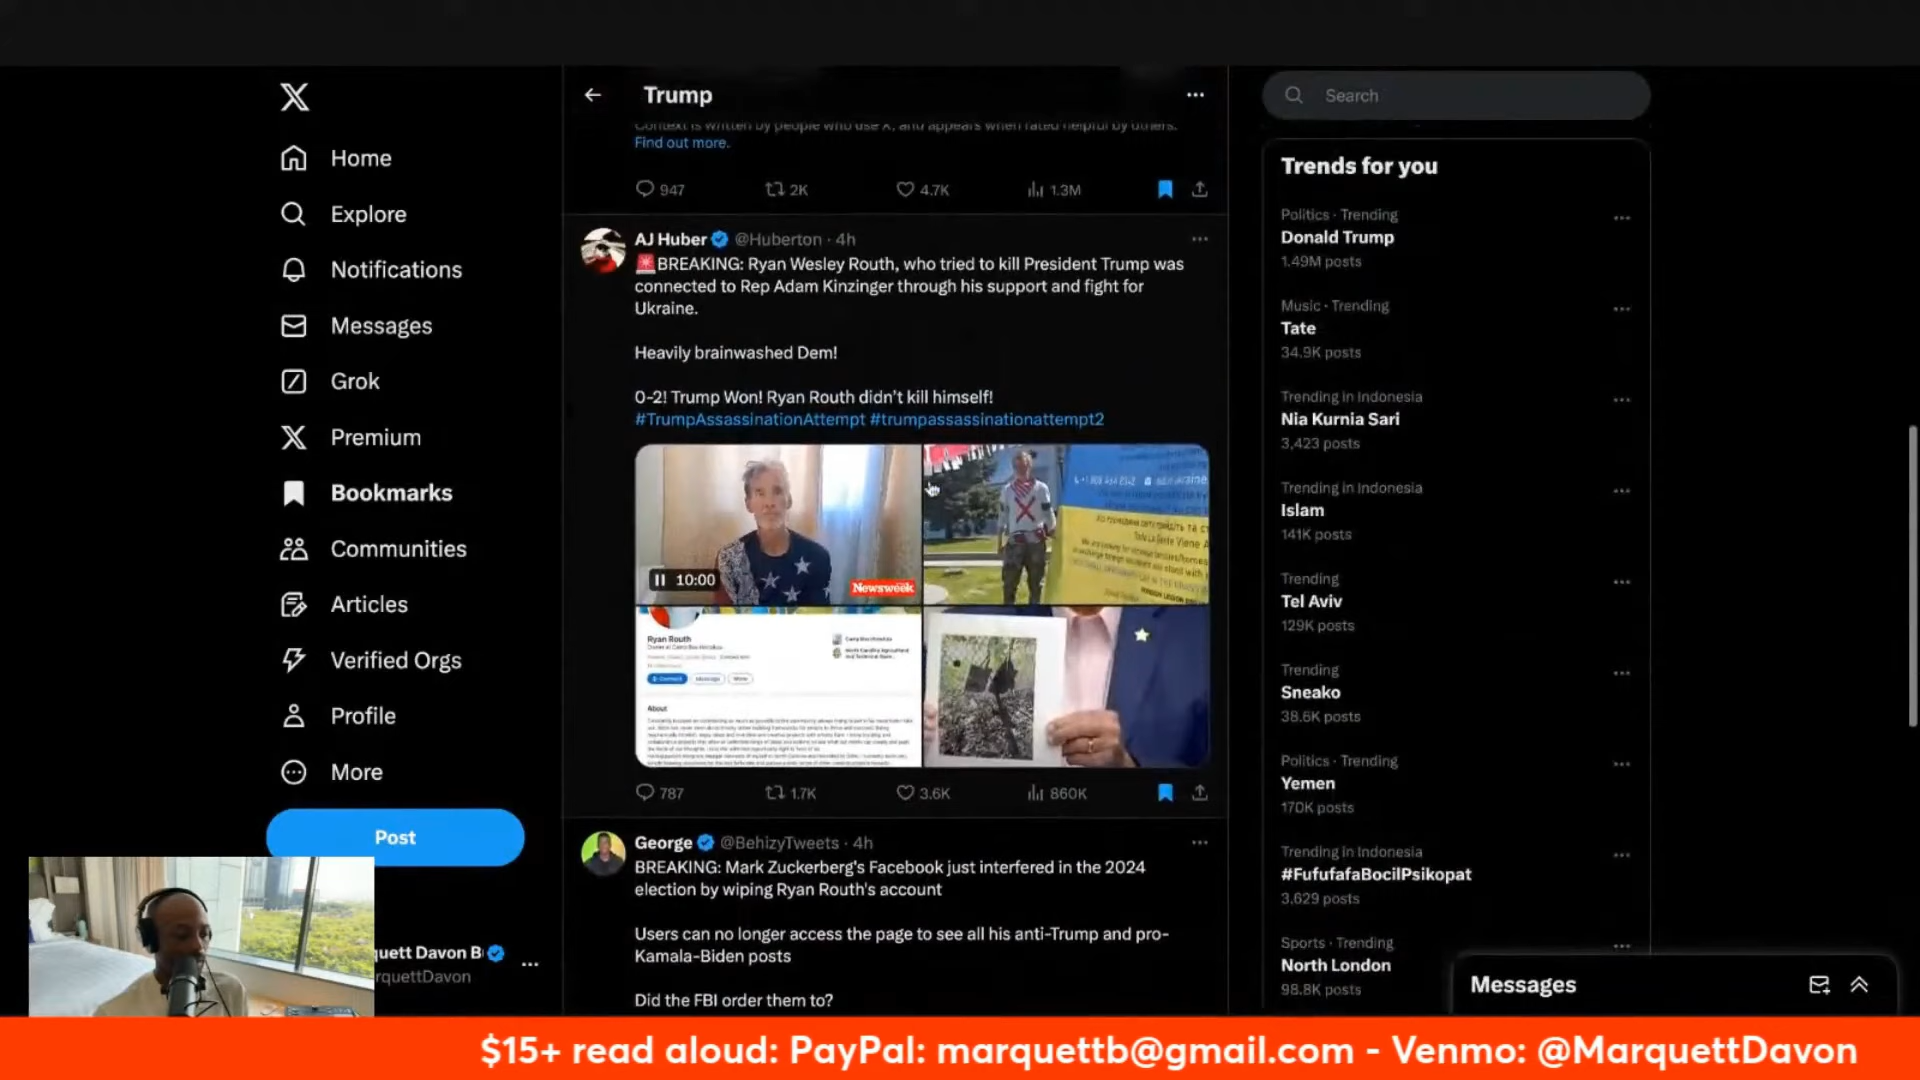 Home
Explore
Notifications
Messages
Grok
Premium
Bookmarks
Communities
Articles
Verified Orgs
Profile
More
Post
quett Davon B
rquettDavon
Trump
Context is written by people who use X, and appears when rated helpful by others.
Find out more.
947 2K 4.7K 1.3M
AJ Huber @Huberton · 4h
🚨BREAKING: Ryan Wesley Routh, who tried to kill President Trump was
connected to Rep Adam Kinzinger through his support and fight for
Ukraine.
Heavily brainwashed Dem!
0-2! Trump Won! Ryan Routh didn't kill himself!
#TrumpAssassinationAttempt #trumpassassinationattempt2
10:00
Newsweek
Ryan Routh
Message
More
About
787 1.7K 3.6K 860K
George @BehizyTweets · 4h
BREAKING: Mark Zuckerberg's Facebook just interfered in the 2024
election by wiping Ryan Routh's account
Users can no longer access the page to see all his anti-Trump and pro-
Kamala-Biden posts
Did the FBI order them to?
Search
Trends for you
Politics · Trending
Donald Trump
1.49M posts
Music · Trending
Tate
34.9K posts
Trending in Indonesia
Nia Kurnia Sari
3,423 posts
Trending in Indonesia
Islam
141K posts
Trending
Tel Aviv
129K posts
Trending
Sneako
38.6K posts
Politics · Trending
Yemen
170K posts
Trending in Indonesia
#FufufafaBocilPsikopat
3,629 posts
Sports · Trending
North London
98.8K posts
Messages
$15+ read aloud: PayPal: marquettb@gmail.com - Venmo: @MarquettDavon